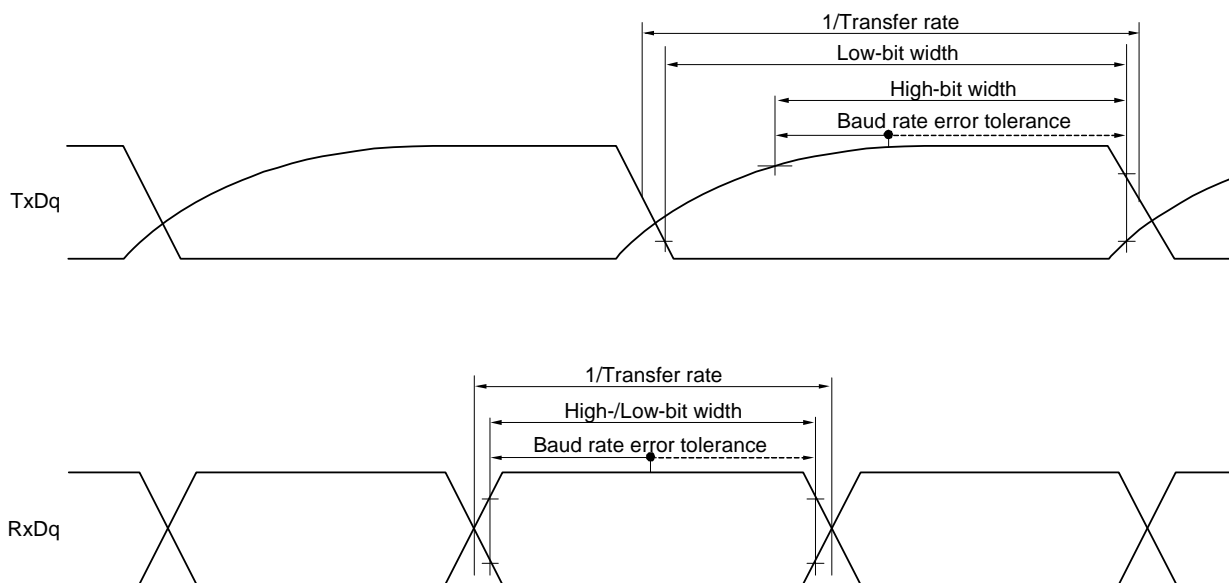 1/Transfer rate
Low-bit width
High-bit width
Baud rate error tolerance
TxDq
1/Transfer rate
High-/Low-bit width
Baud rate error tolerance
RxDq